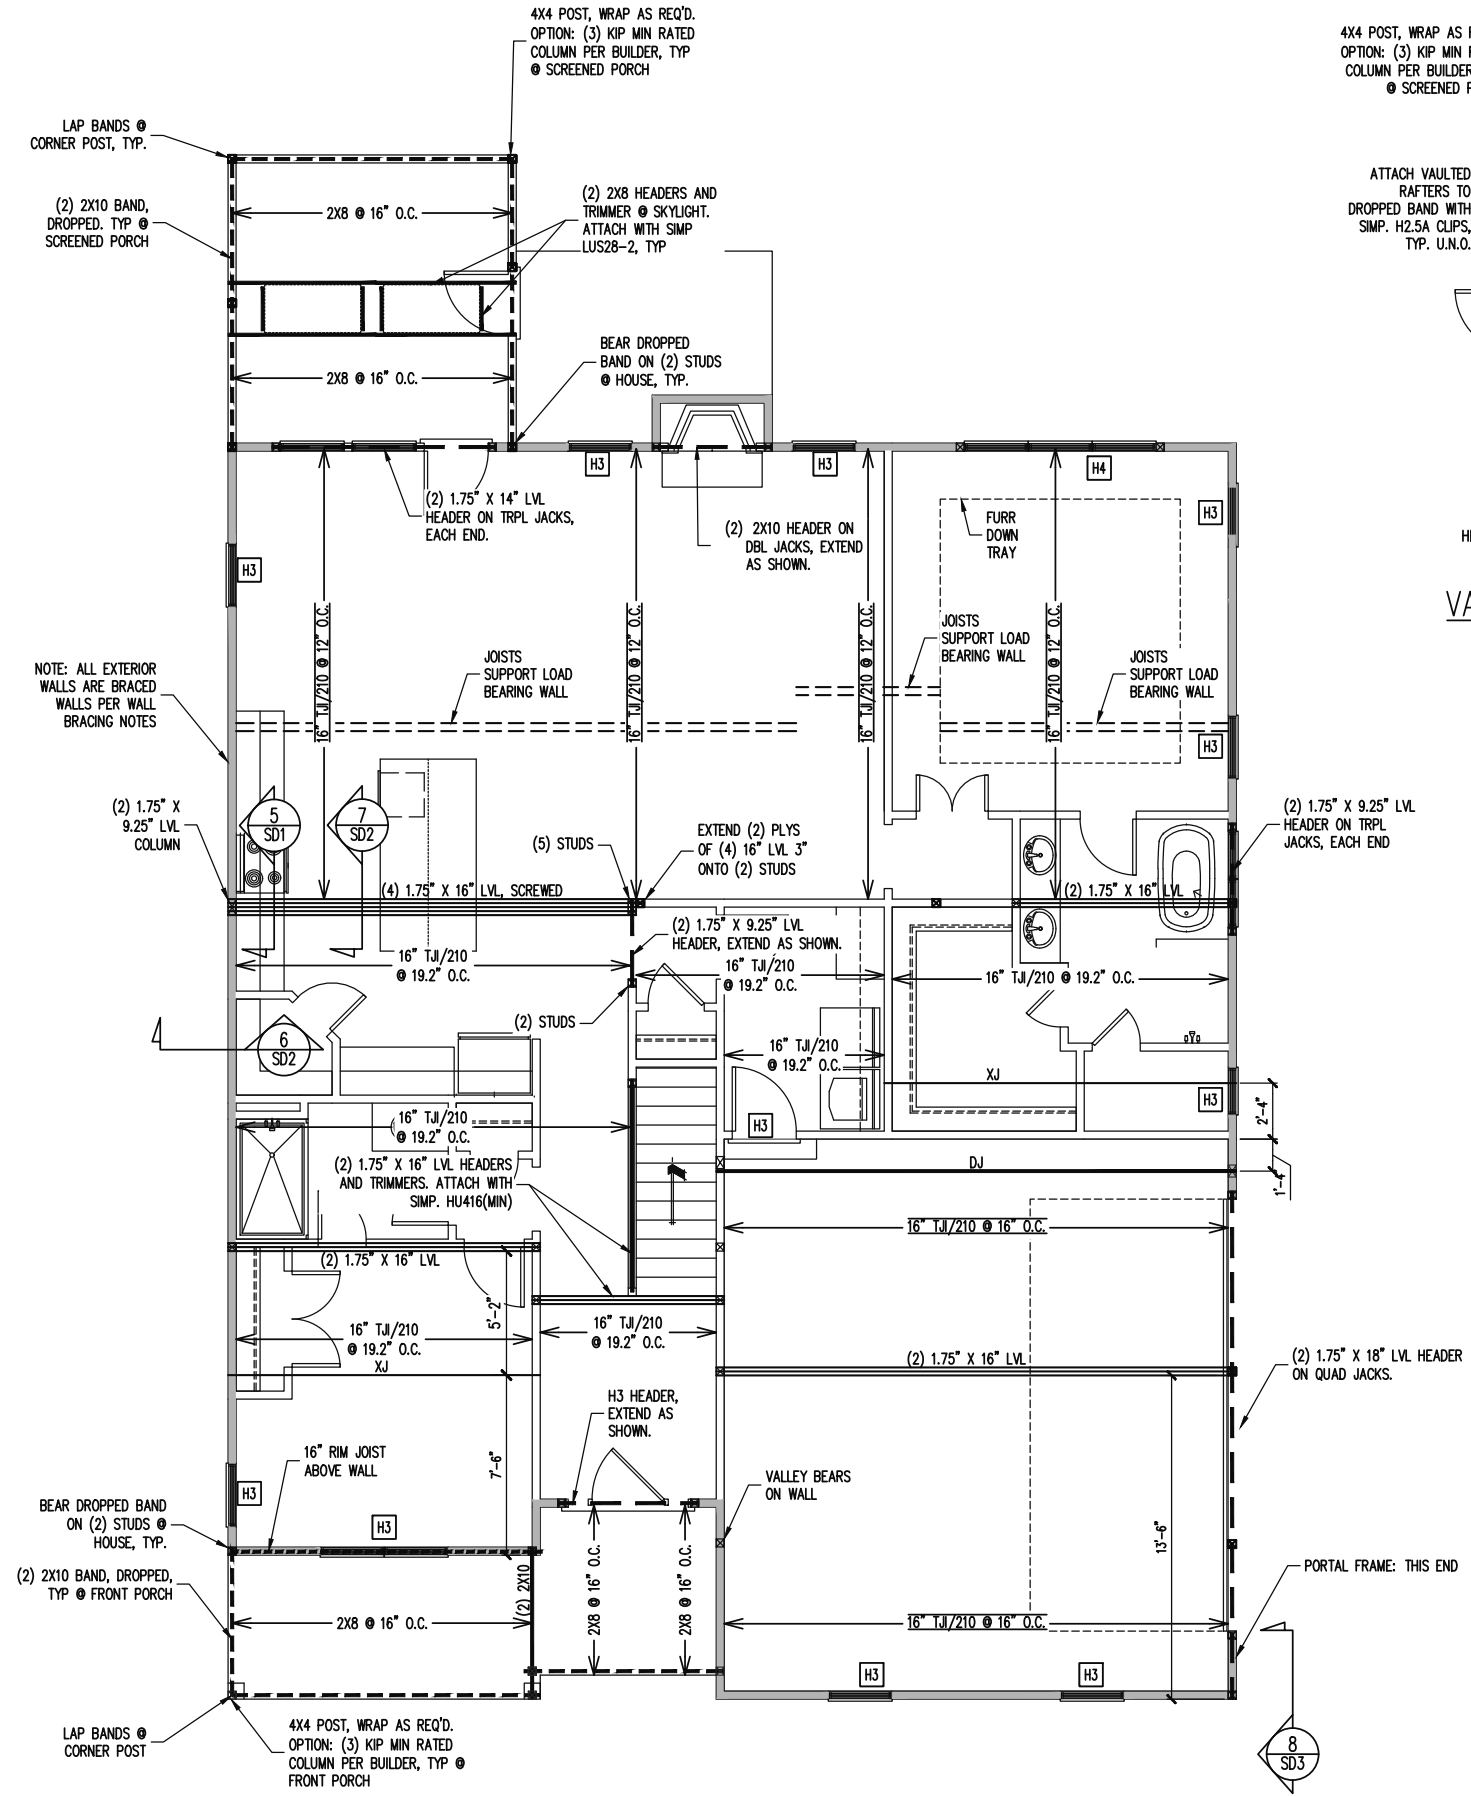 4X4 POST, WRAP AS REQ'D.
OPTION: (3) KIP MIN RATED
COLUMN PER BUILDER, TYP
@ SCREENED PORCH
4X4 POST, WRAP AS
OPTION: (3) KIP MIN
COLUMN PER BUILDER
@ SCREENED
LAP BANDS @
CORNER POST, TYP.
(2) 2X10 BAND,
DROPPED. TYP @
SCREENED PORCH
2X8 @ 16" O.C.
(2) 2X8 HEADERS AND
TRIMMER @ SKYLIGHT.
ATTACH WITH SIMP
LUS28-2, TYP
ATTACH VAULTED
RAFTERS TO
DROPPED BAND WITH
SIMP. H2.5A CLIPS,
TYP. U.N.O.
2X8 @ 16" O.C.
BEAR DROPPED
BAND ON (2) STUDS
@ HOUSE, TYP.
H3
H3
H4
H3
(2) 1.75" X 14" LVL
HEADER ON TRPL JACKS,
EACH END.
(2) 2X10 HEADER ON
DBL JACKS, EXTEND
AS SHOWN.
FURR
DOWN
TRAY
H3
16" TJI/210 @ 12" O.C.
16" TJI/210 @ 12" O.C.
16" TJI/210 @ 12" O.C.
16" TJI/210 @ 12" O.C.
JOISTS
SUPPORT LOAD
BEARING WALL
JOISTS
SUPPORT LOAD
BEARING WALL
JOISTS
SUPPORT LOAD
BEARING WALL
NOTE: ALL EXTERIOR
WALLS ARE BRACED
WALLS PER WALL
BRACING NOTES
H3
(2) 1.75" X
9.25" LVL
COLUMN
5
SD1
7
SD2
(5) STUDS
EXTEND (2) PLYS
OF (4) 16" LVL 3"
ONTO (2) STUDS
(2) 1.75" X 9.25" LVL
HEADER ON TRPL
JACKS, EACH END
(4) 1.75" X 16" LVL, SCREWED
(2) 1.75" X 16" LVL
(2) 1.75" X 9.25" LVL
HEADER, EXTEND AS SHOWN.
16" TJI/210
@ 19.2" O.C.
16" TJI/210
@ 19.2" O.C.
16" TJI/210 @ 19.2" O.C.
(2) STUDS
6
SD2
16" TJI/210
@ 19.2" O.C.
XJ
H3
2'-4"
16" TJI/210
@ 19.2" O.C.
H3
(2) 1.75" X 16" LVL HEADERS
AND TRIMMERS. ATTACH WITH
SIMP. HU416(MIN)
DJ
1'-4"
16" TJI/210 @ 16" O.C.
(2) 1.75" X 16" LVL
5'-2"
16" TJI/210
@ 19.2" O.C.
XJ
16" TJI/210
@ 19.2" O.C.
(2) 1.75" X 16" LVL
(2) 1.75" X 18" LVL HEADER
ON QUAD JACKS.
H3 HEADER,
EXTEND AS
SHOWN.
16" RIM JOIST
ABOVE WALL
7'-6"
VALLEY BEARS
ON WALL
H3
BEAR DROPPED BAND
ON (2) STUDS @
HOUSE, TYP.
H3
13'-6"
(2) 2X10 BAND, DROPPED,
TYP @ FRONT PORCH
(2) 2X10
2X8 @ 16" O.C.
2X8 @ 16" O.C.
PORTAL FRAME: THIS END
2X8 @ 16" O.C.
16" TJI/210 @ 16" O.C.
H3
H3
LAP BANDS @
CORNER POST
4X4 POST, WRAP AS REQ'D.
OPTION: (3) KIP MIN RATED
COLUMN PER BUILDER, TYP @
FRONT PORCH
8
SD3